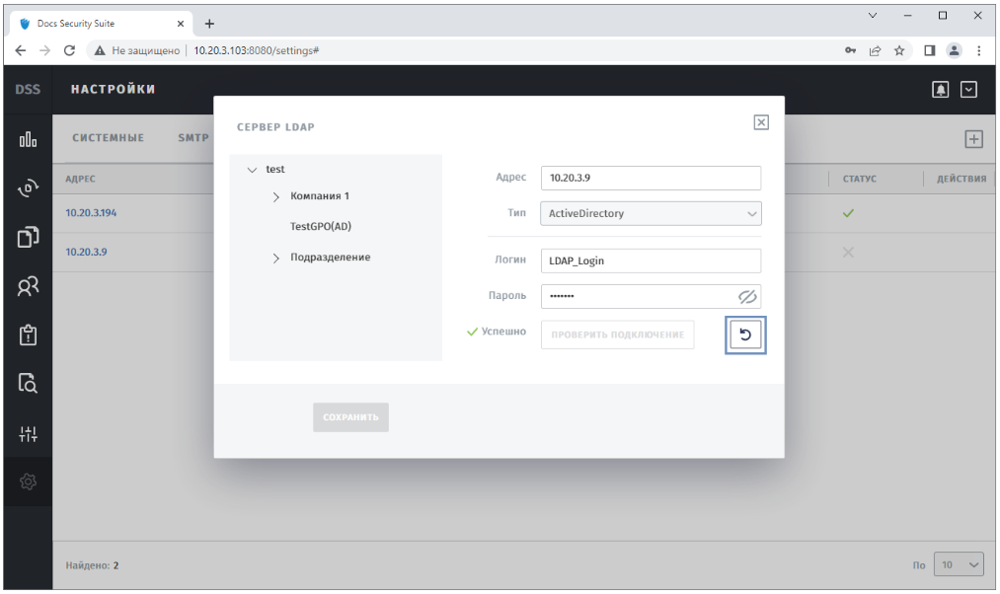 Docs Security Suite
Не защищено 10.20.3.103:8080/settings#
DSS НАСТРОЙКИ
СИСТЕМНЫЕ SMTP
АДРЕС СТАТУС ДЕЙСТВИЯ
10.20.3.194
10.20.3.9
СЕРВЕР LDAP
test
Компания 1
TestGPO(AD)
Подразделение
Адрес 10.20.3.9
Тип ActiveDirectory
Логин LDAP_Login
Пароль •••••••
Успешно ПРОВЕРИТЬ ПОДКЛЮЧЕНИЕ
СОХРАНИТЬ
Найдено: 2 По 10